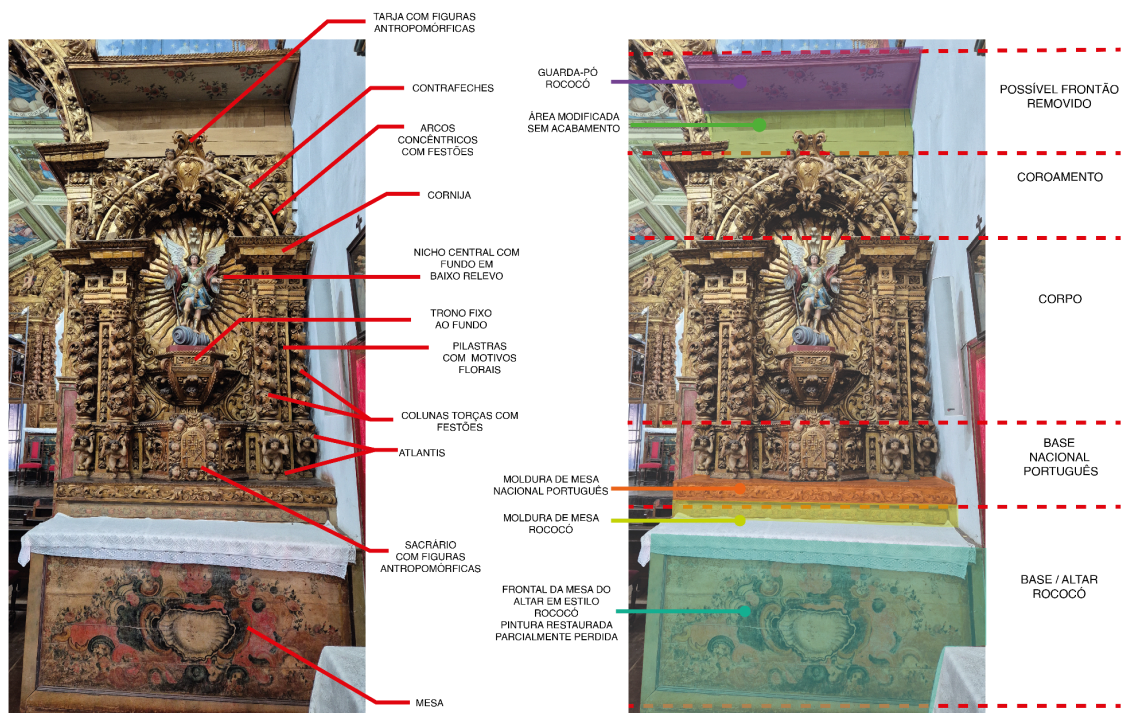 TARJA COM FIGURAS
ANTROPOMÓRFICAS
CONTRAFECHES
ARCOS
CONCÊNTRICOS
COM FESTÕES
CORNIJA
NICHO CENTRAL COM
FUNDO EM
BAIXO RELEVO
TRONO FIXO
AO FUNDO
PILASTRAS
COM MOTIVOS
FLORAIS
COLUNAS TORÇAS COM
FESTÕES
ATLANTIS
SACRÁRIO
COM FIGURAS
ANTROPOMÓRFICAS
MESA
GUARDA-PÓ
ROCOCÓ
ÁREA MODIFICADA
SEM ACABAMENTO
MOLDURA DE MESA
NACIONAL PORTUGUÊS
MOLDURA DE MESA
ROCOCÓ
FRONTAL DA MESA DO
ALTAR EM ESTILO
ROCOCÓ
PINTURA RESTAURADA
PARCIALMENTE PERDIDA
POSSÍVEL FRONTÃO
REMOVIDO
COROAMENTO
CORPO
BASE
NACIONAL
PORTUGUÊS
BASE / ALTAR
ROCOCÓ